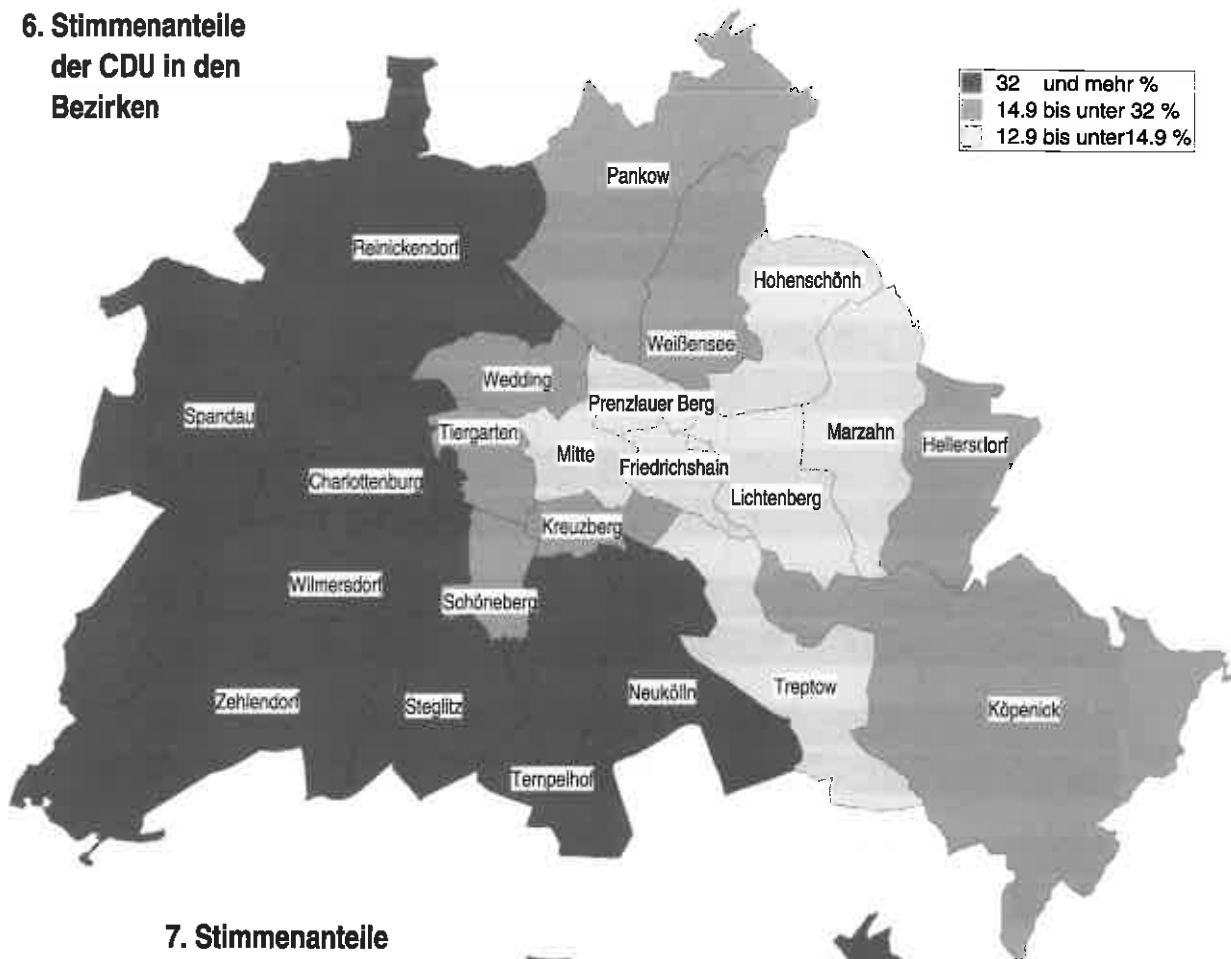 6. Stimmenanteile
der CDU in den
Bezirken
32 und mehr %
14.9 bis unter 32 %
12.9 bis unter14.9 %
Pankow
Reinickendorf
Hohenschönh
Weißensee
Wedding
Prenzlauer Berg
Spandau
Tiergarten
Marzahn
Hellersdorf
Mitte
Friedrichshain
Charlottenburg
Lichtenberg
Kreuzberg
Wilmersdorf
Schöneberg
Zehlendorf
Steglitz
Neukölln
Treptow
Köpenick
Tempelhof
7. Stimmenanteile